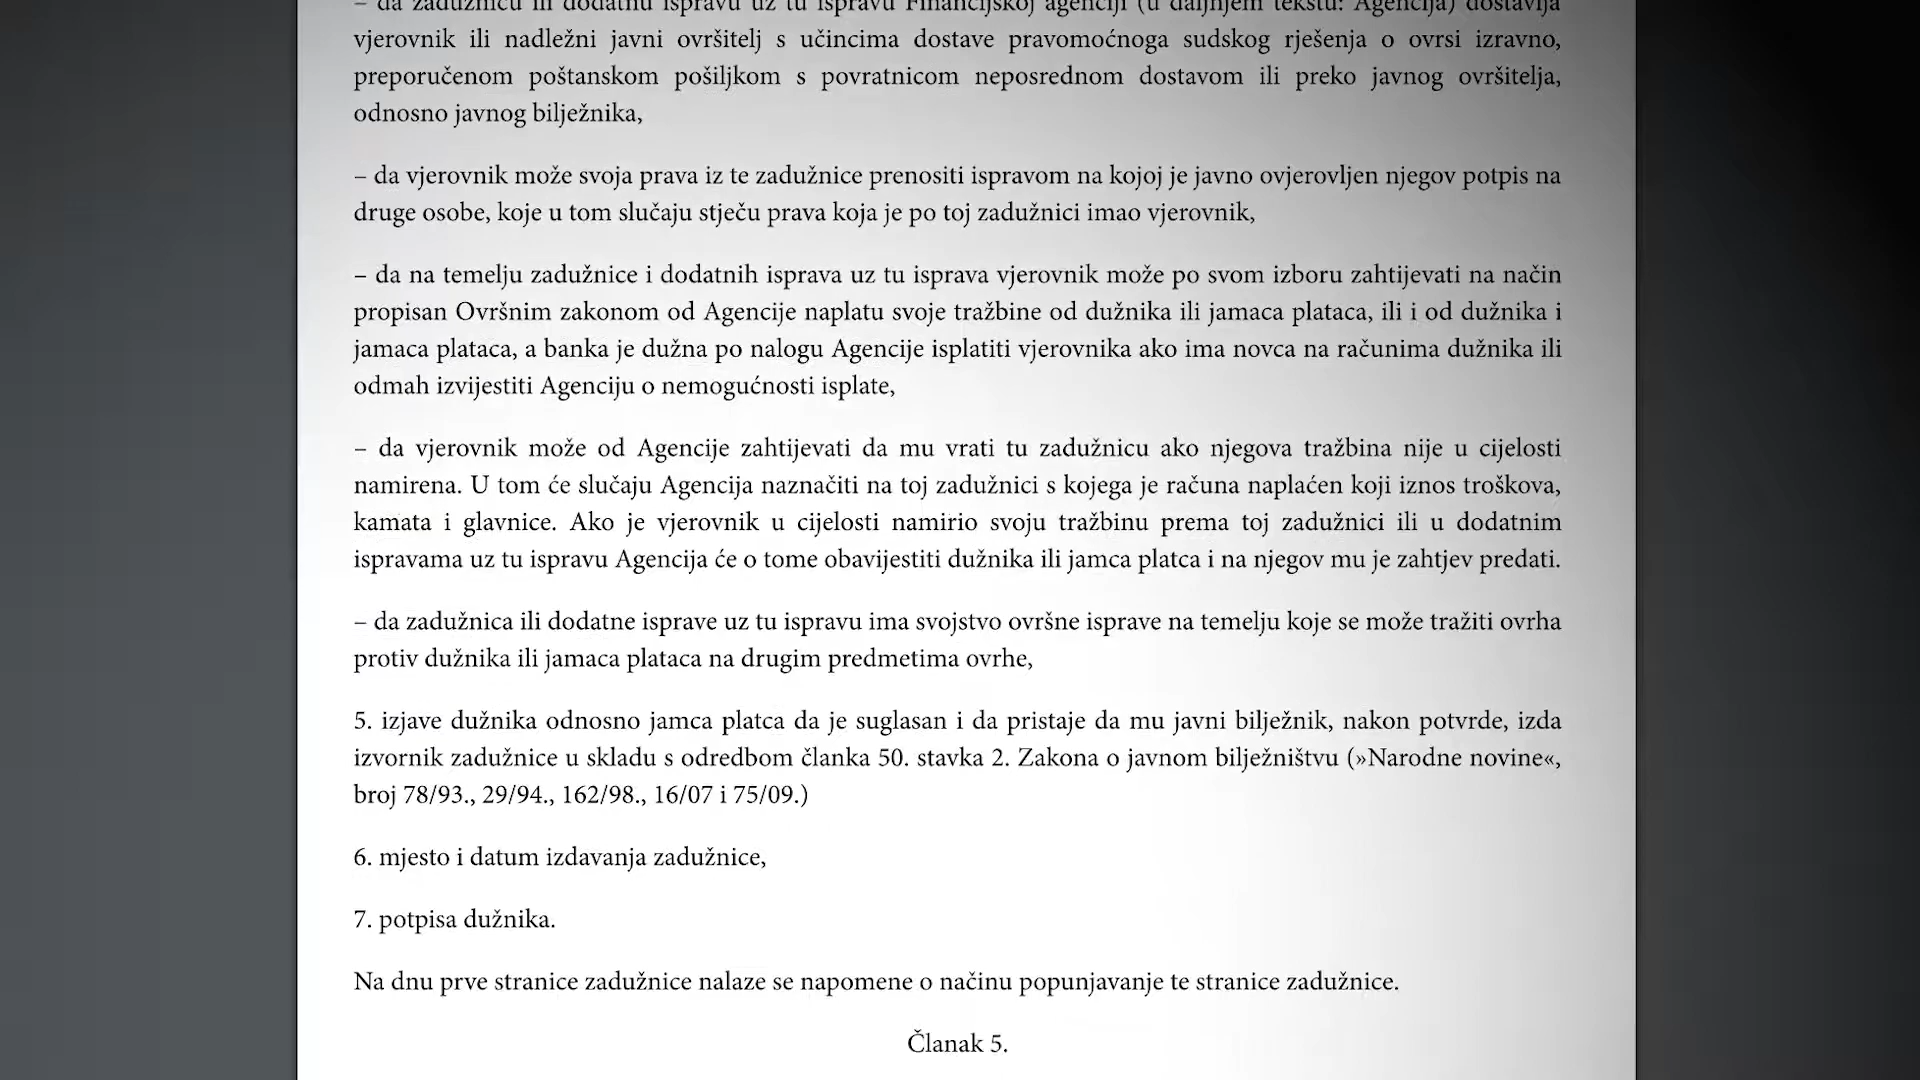 – da zadužnicu ili dodatnu ispravu uz tu ispravu Financijskoj agenciji (u daljnjem tekstu: Agencija) dostavlja
vjerovnik ili nadležni javni ovršitelj s učincima dostave pravomoćnoga sudskog rješenja o ovrsi izravno,
preporučenom poštanskom pošiljkom s povratnicom neposrednom dostavom ili preko javnog ovršitelja,
odnosno javnog bilježnika,
– da vjerovnik može svoja prava iz te zadužnice prenositi ispravom na kojoj je javno ovjerovljen njegov potpis na
druge osobe, koje u tom slučaju stječu prava koja je po toj zadužnici imao vjerovnik,
– da na temelju zadužnice i dodatnih isprava uz tu isprava vjerovnik može po svom izboru zahtijevati na način
propisan Ovršnim zakonom od Agencije naplatu svoje tražbine od dužnika ili jamaca plataca, ili i od dužnika i
jamaca plataca, a banka je dužna po nalogu Agencije isplatiti vjerovnika ako ima novca na računima dužnika ili
odmah izvijestiti Agenciju o nemogućnosti isplate,
– da vjerovnik može od Agencije zahtijevati da mu vrati tu zadužnicu ako njegova tražbina nije u cijelosti
namirena. U tom će slučaju Agencija naznačiti na toj zadužnici s kojega je računa naplaćen koji iznos troškova,
kamata i glavnice. Ako je vjerovnik u cijelosti namirio svoju tražbinu prema toj zadužnici ili u dodatnim
ispravama uz tu ispravu Agencija će o tome obavijestiti dužnika ili jamca platca i na njegov mu je zahtjev predati.
– da zadužnica ili dodatne isprave uz tu ispravu ima svojstvo ovršne isprave na temelju koje se može tražiti ovrha
protiv dužnika ili jamaca plataca na drugim predmetima ovrhe,
5. izjave dužnika odnosno jamca platca da je suglasan i da pristaje da mu javni bilježnik, nakon potvrde, izda
izvornik zadužnice u skladu s odredbom članka 50. stavka 2. Zakona o javnom bilježništvu (»Narodne novine«,
broj 78/93., 29/94., 162/98., 16/07 i 75/09.)
6. mjesto i datum izdavanja zadužnice,
7. potpisa dužnika.
Na dnu prve stranice zadužnice nalaze se napomene o načinu popunjavanje te stranice zadužnice.
Članak 5.